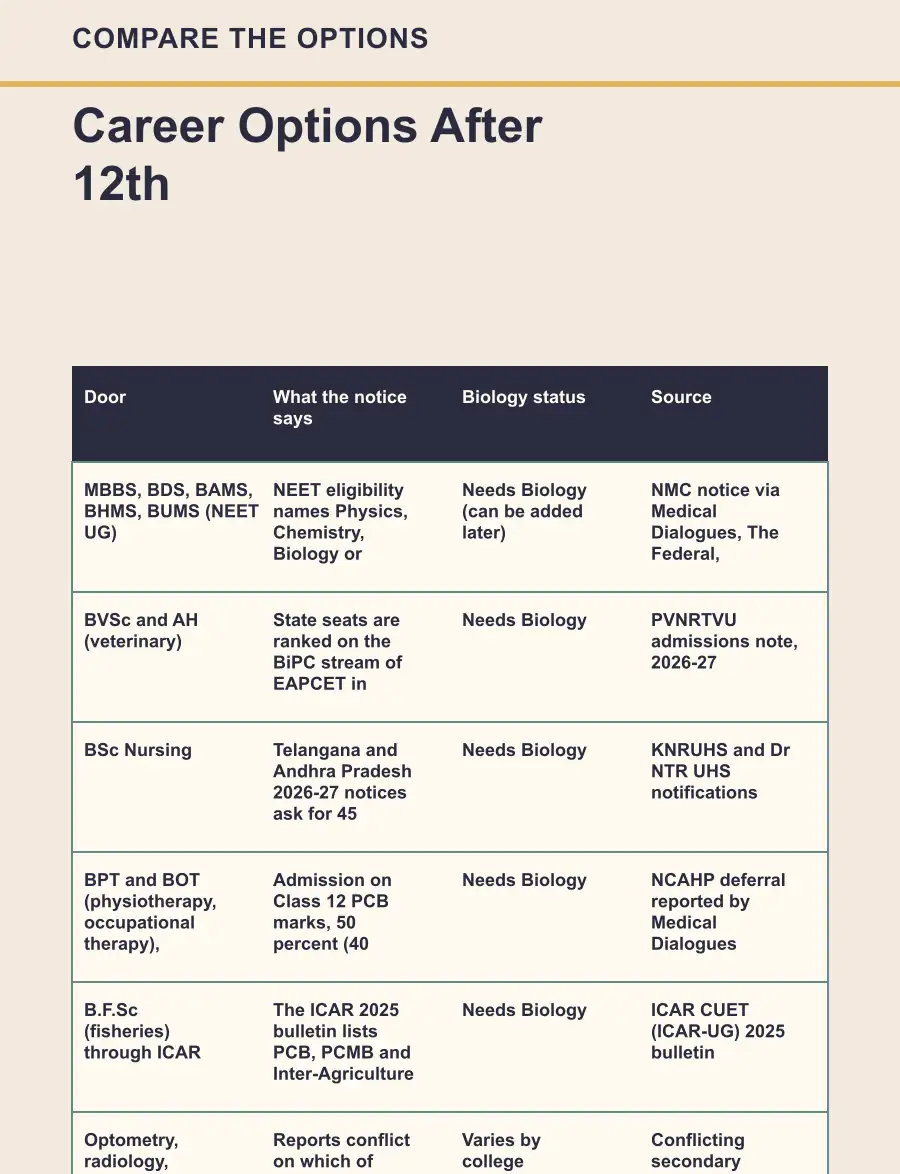 COMPARE THE OPTIONS
Career Options After
12th
Door
What the notice
says
Biology status
Source
MBBS, BDS, BAMS,
BHMS, BUMS (NEET
UG)
NEET eligibility
names Physics,
Chemistry,
Biology or
Needs Biology
(can be added
later)
NMC notice via
Medical
Dialogues, The
Federal,
BVSc and AH
(veterinary)
State seats are
ranked on the
BiPC stream of
EAPCET in
Needs Biology
PVNRTVU
admissions note,
2026-27
BSc Nursing
Telangana and
Andhra Pradesh
2026-27 notices
ask for 45
Needs Biology
KNRUHS and Dr
NTR UHS
notifications
BPT and BOT
(physiotherapy,
occupational
therapy),
Admission on
Class 12 PCB
marks, 50
percent (40
Needs Biology
NCAHP deferral
reported by
Medical
Dialogues
B.F.Sc
(fisheries)
through ICAR
The ICAR 2025
bulletin lists
PCB, PCMB and
Inter-Agriculture
Needs Biology
ICAR CUET
(ICAR-UG) 2025
bulletin
Optometry,
radiology,
Reports conflict
on which of
Varies by
college
Conflicting
secondary